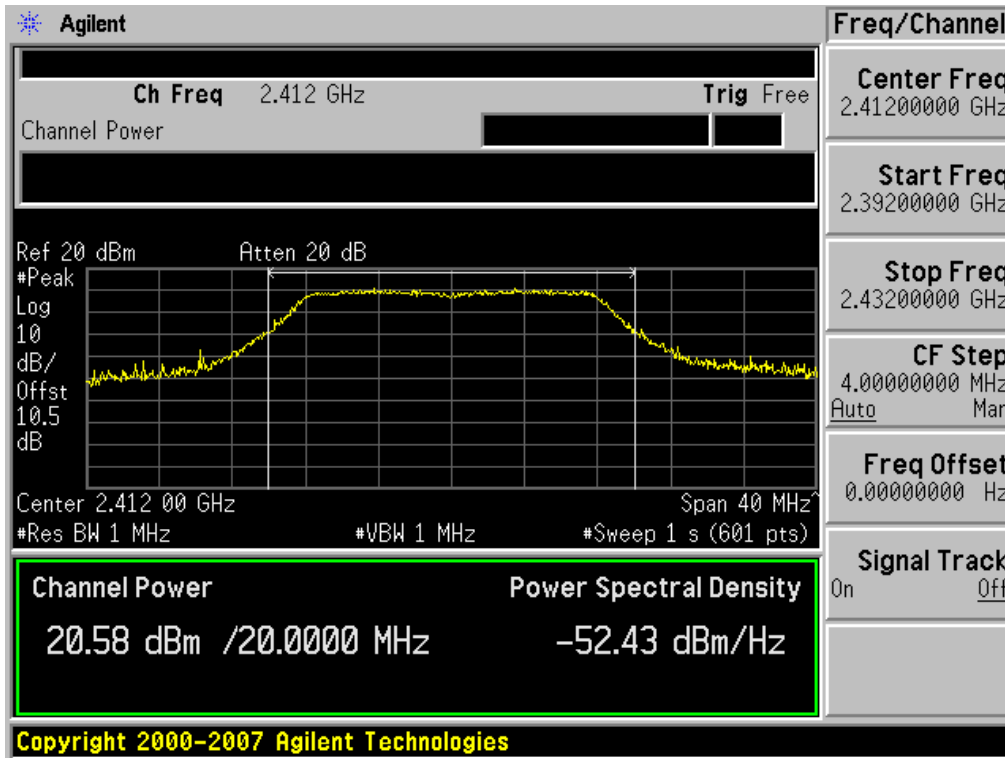 Agilent
Ch Freq 2.412 GHz Trig Free
Channel Power
Ref 20 dBm Atten 20 dB
#Peak
Log
10
dB/
Offst
10.5
dB
Center 2.412 00 GHz Span 40 MHz^
#Res BW 1 MHz #VBW 1 MHz #Sweep 1 s (601 pts)
Channel Power Power Spectral Density
20.58 dBm /20.0000 MHz -52.43 dBm/Hz
Copyright 2000-2007 Agilent Technologies
Freq/Channel
Center Freq
2.41200000 GHz
Start Freq
2.39200000 GHz
Stop Freq
2.43200000 GHz
CF Step
4.00000000 MHz
Auto Man
Freq Offset
0.00000000 Hz
Signal Track
On Off